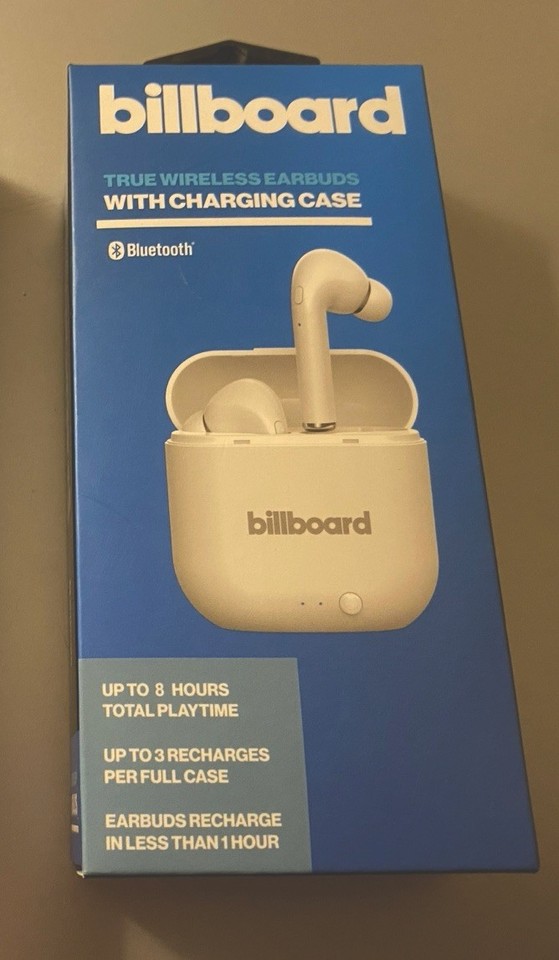 billboard
TRUE WIRELESS EARBUDS
WITH CHARGING CASE
Bluetooth®
billboard
UP TO 8 HOURS
TOTAL PLAYTIME
UP TO 3 RECHARGES
PER FULL CASE
EARBUDS RECHARGE
IN LESS THAN 1 HOUR